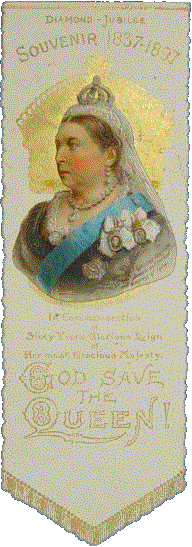 DIAMOND-JUBILEE
SOUVENIR 1837-1897
In Commemoration
of
Sixty Years Glorious Reign
of
Her most Gracious Majesty.
GOD SAVE
THE
QUEEN!